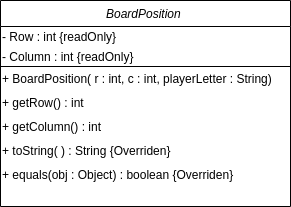 BoardPosition
- Row : int {readOnly}
- Column : int {readOnly}
+ BoardPosition( r : int, c : int, playerLetter : String)
+ getRow() : int
+ getColumn() : int
+ toString( ) : String {Overriden}
+ equals(obj : Object) : boolean {Overriden}